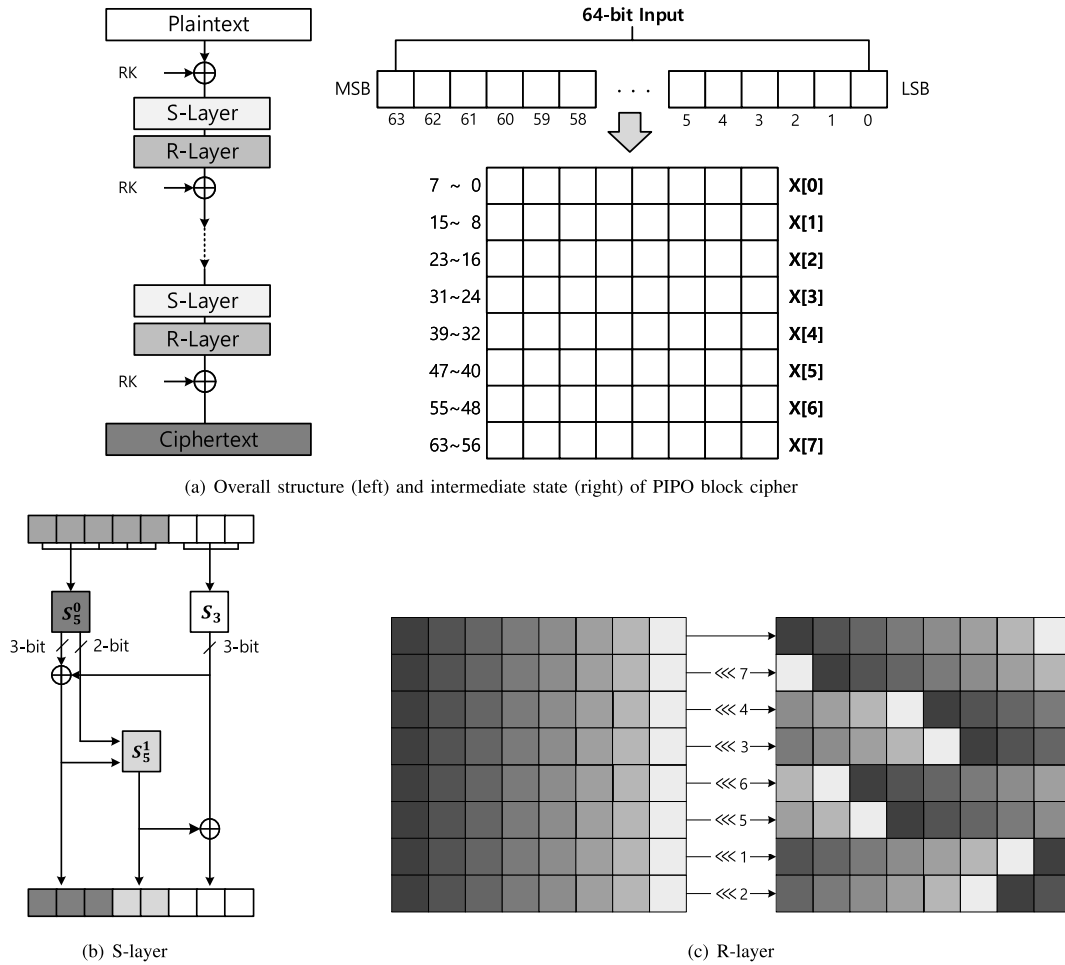 Plaintext
RK
S-Layer
R-Layer
RK
S-Layer
R-Layer
RK
Ciphertext
64-bit Input
MSB
LSB
63 62 61 60 59 58 . . . 5 4 3 2 1 0
7 ~ 0 X[0]
15~ 8 X[1]
23~16 X[2]
31~24 X[3]
39~32 X[4]
47~40 X[5]
55~48 X[6]
63~56 X[7]
(a) Overall structure (left) and intermediate state (right) of PIPO block cipher
S₅⁰ S₃
3-bit 2-bit 3-bit
S₅¹
(b) S-layer
<<< 7
<<< 4
<<< 3
<<< 6
<<< 5
<<< 1
<<< 2
(c) R-layer